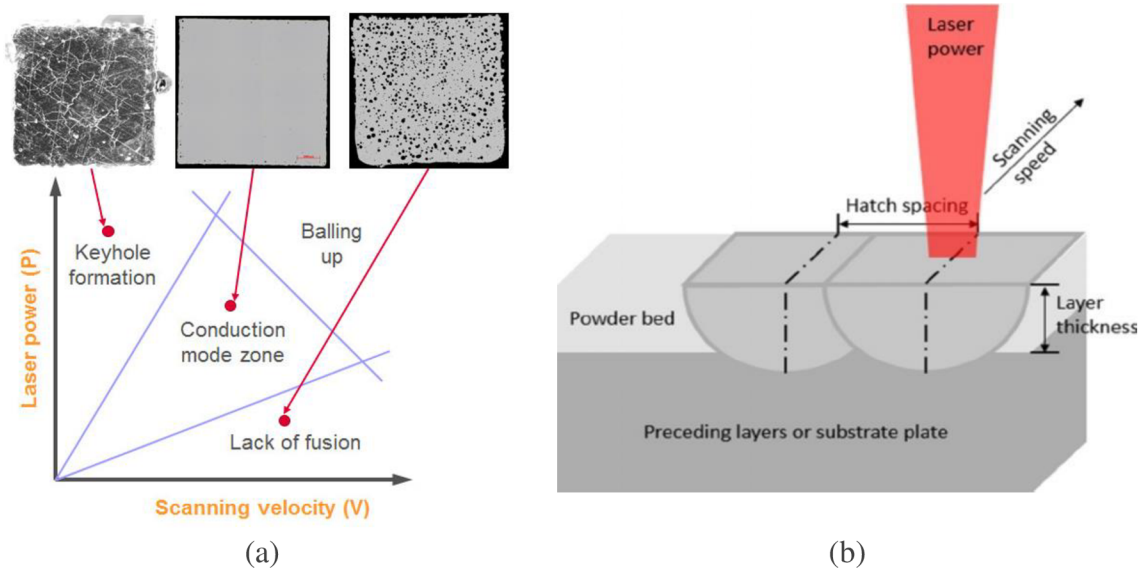 Laser power (P)
Keyhole
formation
Conduction
mode zone
Balling
up
Lack of fusion
Scanning velocity (V)
(a)
Laser
power
Scanning
speed
Hatch spacing
Powder bed
Layer
thickness
Preceding layers or substrate plate
(b)